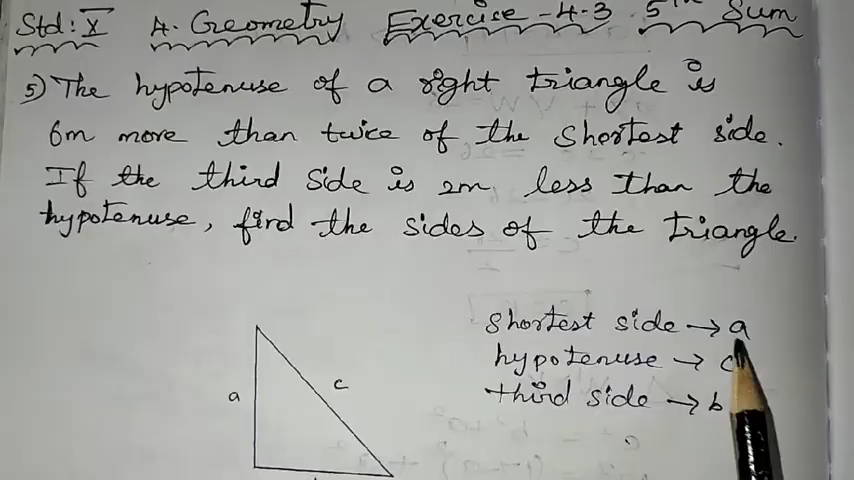 Std: X 4. Geometry Exercise - 4.3 5th Sum
5) The hypotenuse of a right triangle is
6m more than twice of the shortest side.
If the third side is 2m less than the
hypotenuse, find the sides of the triangle.
Shortest side → a
hypotenuse → c
third side → b
a
c